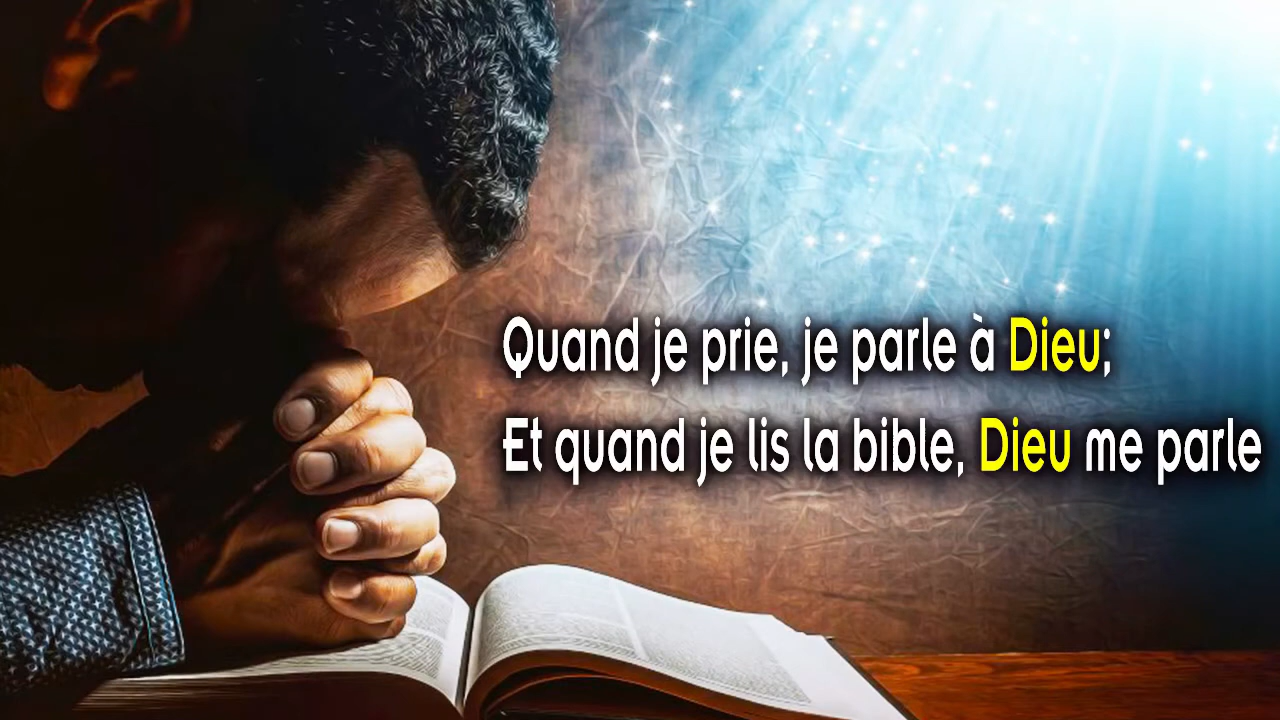 Quand je prie, je parle à Dieu;
Et quand je lis la bible, Dieu me parle